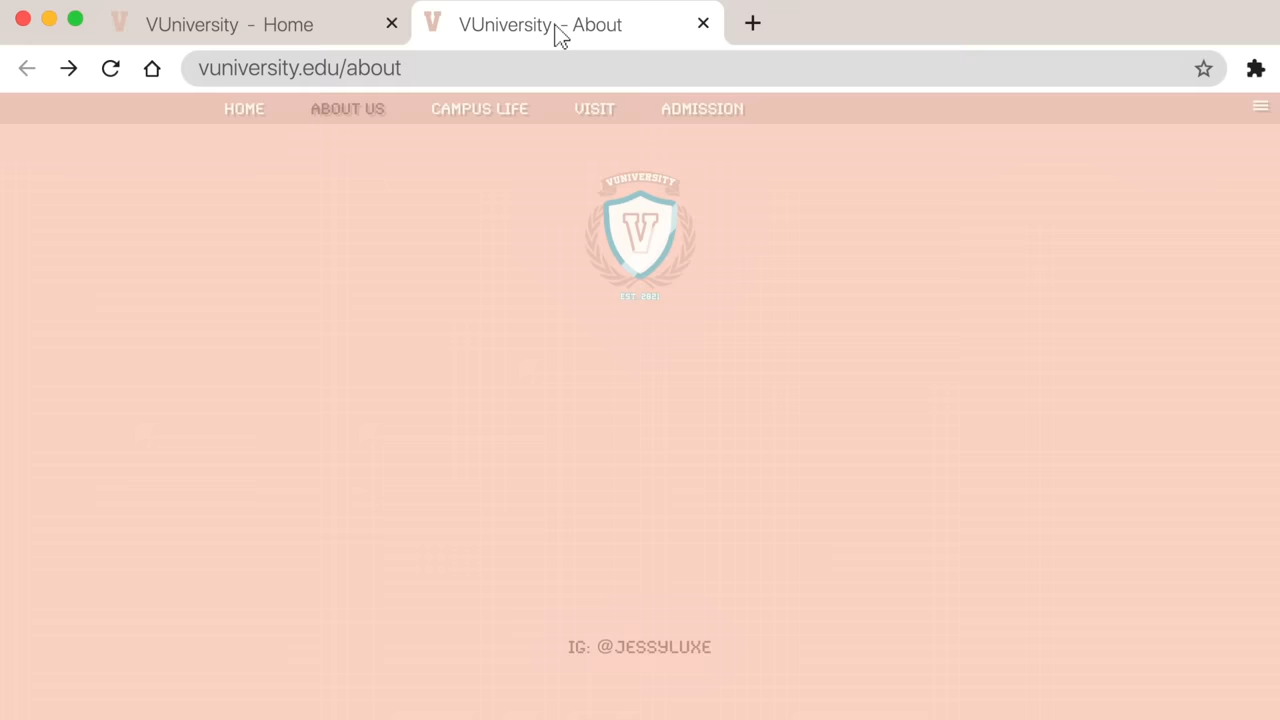 VUniversity - Home
VUniversity - About
vuniversity.edu/about
HOME
ABOUT US
CAMPUS LIFE
VISIT
ADMISSION
VUNIVERSITY
V
EST. 2021
IG: @JESSYLUXE